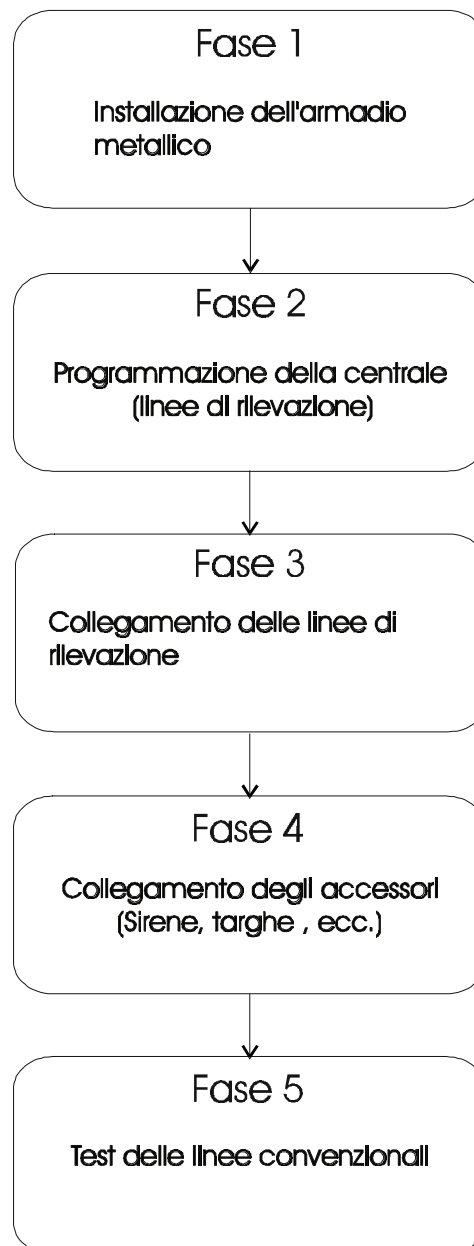 Fase 1
Installazione dell'armadio
metallico
Fase 2
Programmazione della centrale
(linee di rilevazione)
Fase 3
Collegamento delle linee di
rilevazione
Fase 4
Collegamento degli accessori
(Sirene, targhe , ecc.)
Fase 5
Test delle linee convenzionali